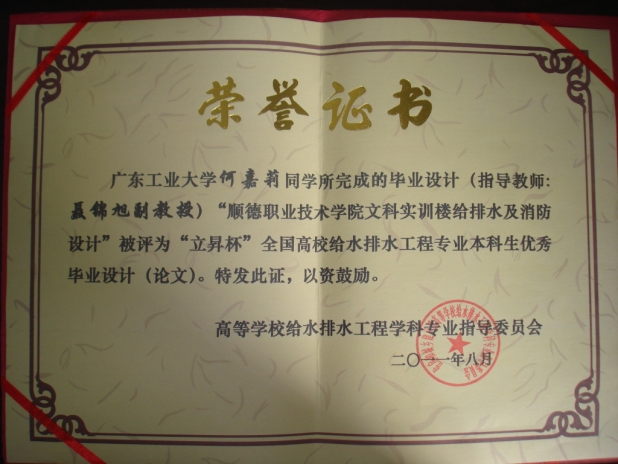 荣誉证书
广东工业大学何嘉莉同学所完成的毕业设计（指导教师:
聂锦旭副教授）“顺德职业技术学院文科实训楼给排水及消防
设计”被评为“立昇杯”全国高校给水排水工程专业本科生优秀
毕业设计（论文）。特发此证，以资鼓励。
高等学校给水排水工程学科专业指导委员会
二〇一一年八月